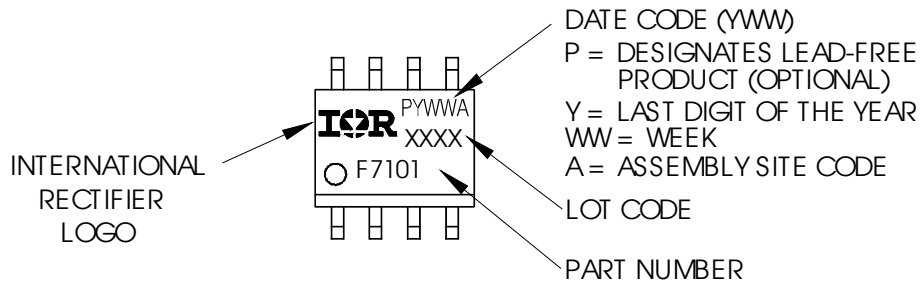 INTERNATIONAL
RECTIFIER
LOGO
IOR
PYWWA
XXXX
F7101
DATE CODE (YWW)
P = DESIGNATES LEAD-FREE
PRODUCT (OPTIONAL)
Y = LAST DIGIT OF THE YEAR
WW = WEEK
A = ASSEMBLY SITE CODE
LOT CODE
PART NUMBER